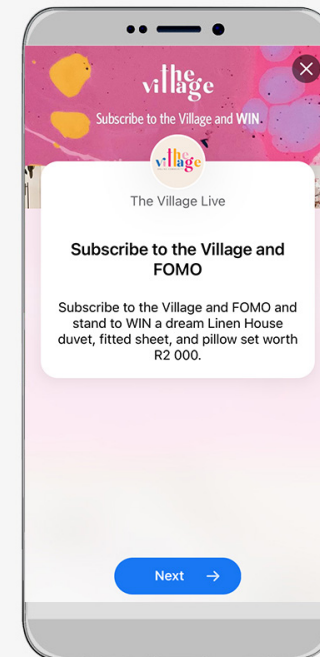 the
village
Subscribe to the Village and WIN.
the
village
The Village Live
Subscribe to the Village and
FOMO
Subscribe to the Village and FOMO and
stand to WIN a dream Linen House
duvet, fitted sheet, and pillow set worth
R2 000.
Next